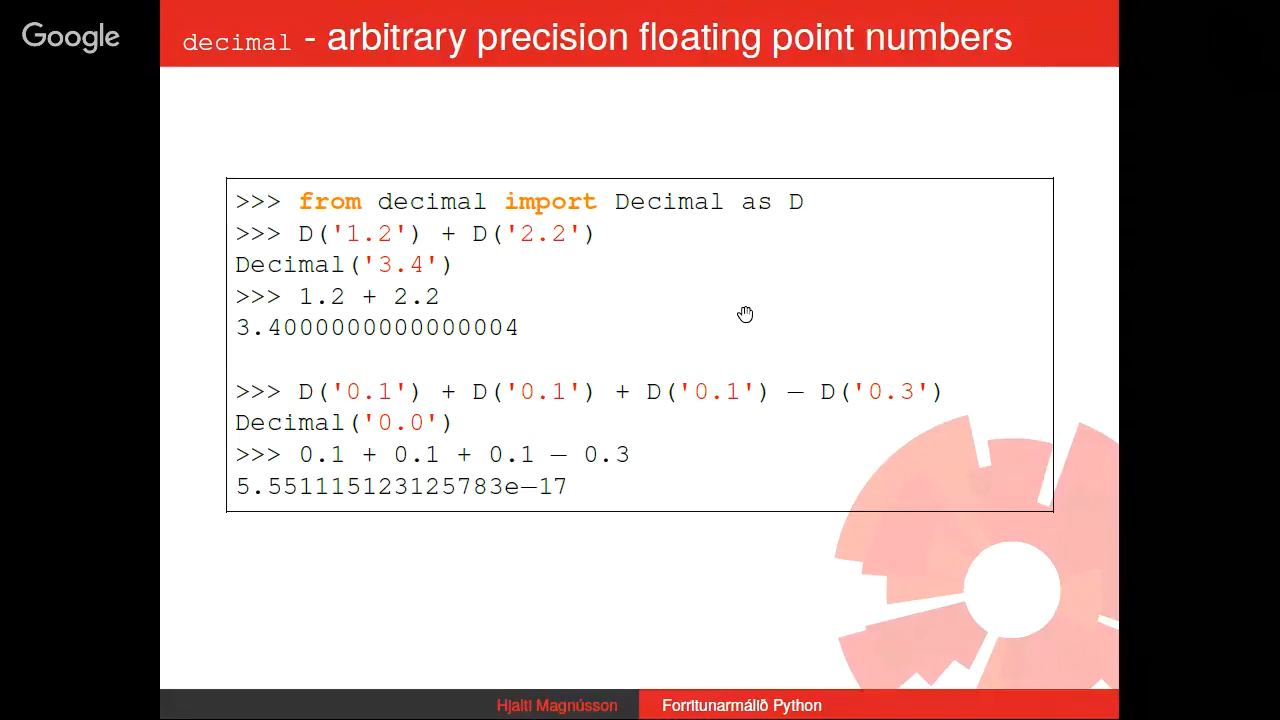 Google
decimal - arbitrary precision floating point numbers
>>> from decimal import Decimal as D
>>> D('1.2') + D('2.2')
Decimal('3.4')
>>> 1.2 + 2.2
3.4000000000000004
>>> D('0.1') + D('0.1') + D('0.1') − D('0.3')
Decimal('0.0')
>>> 0.1 + 0.1 + 0.1 − 0.3
5.551115123125783e−17
Hjalti Magnússon
Forritunarmálið Python